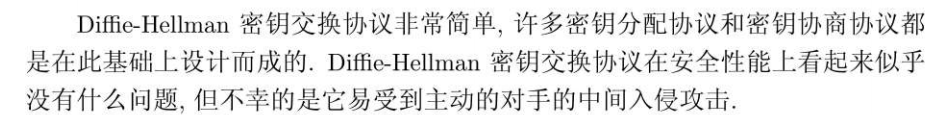 Diffie-Hellman 密钥交换协议非常简单, 许多密钥分配协议和密钥协商协议都
是在此基础上设计而成的. Diffie-Hellman 密钥交换协议在安全性能上看起来似乎
没有什么问题, 但不幸的是它易受到主动的对手的中间入侵攻击.